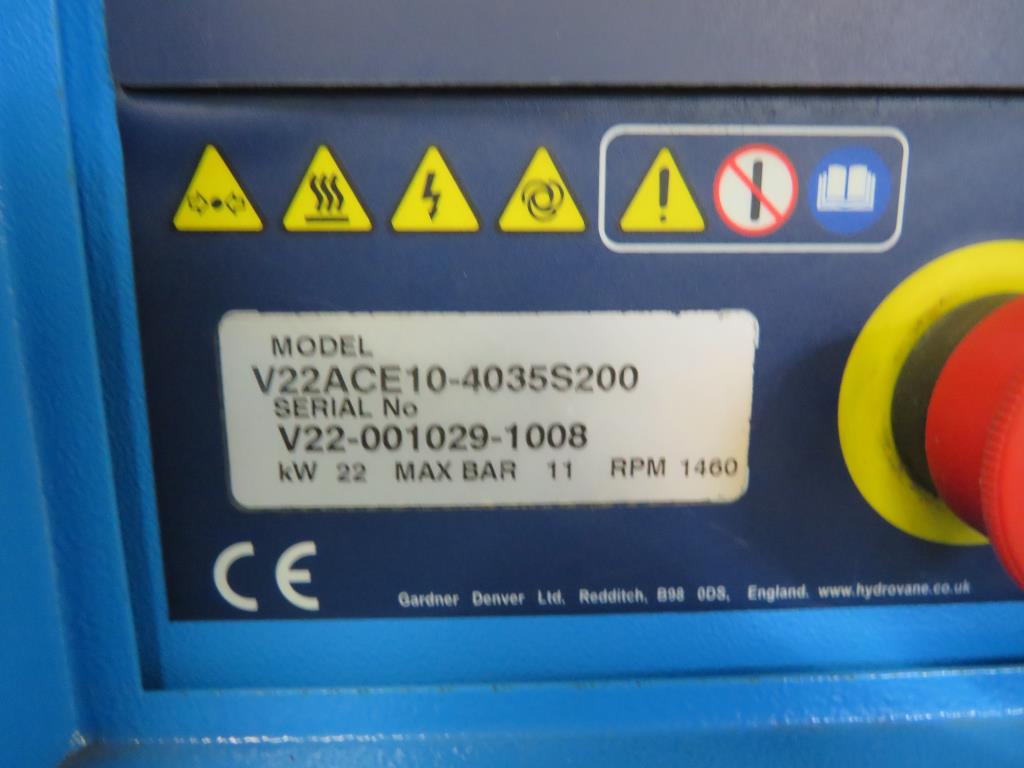 MODEL
V22ACE10-4035S200
SERIAL No
V22-001029-1008
kW 22 MAX BAR 11 RPM 1460
CE
Gardner Denver Ltd, Redditch, B98 0DS, England. www.hydrovane.co.uk